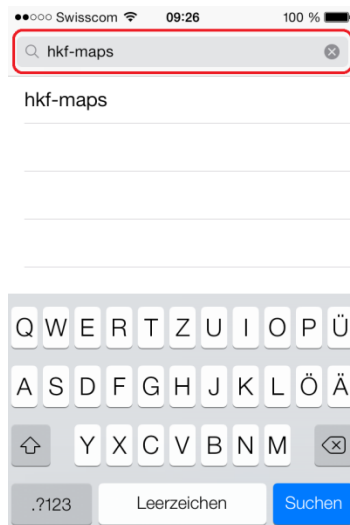 Swisscom 09:26 100 %
hkf-maps
hkf-maps
Q W E R T Z U I O P Ü
A S D F G H J K L Ö Ä
Y X C V B N M
.?123 Leerzeichen Suchen